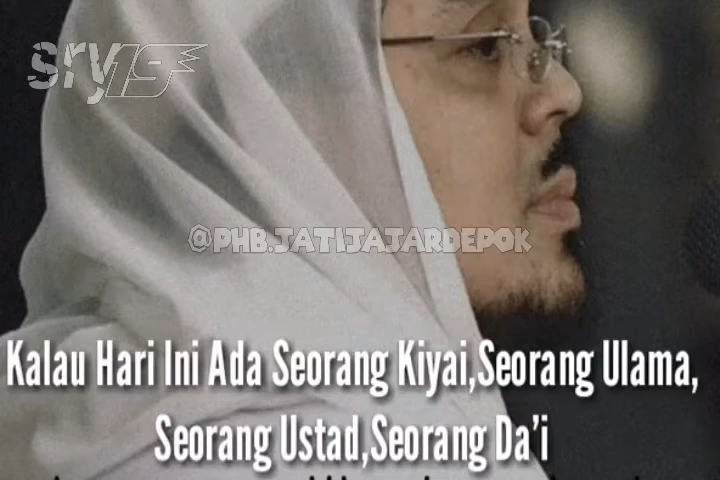 sry19
@PHB.JATIJAJARDEPOK
Kalau Hari Ini Ada Seorang Kiyai,Seorang Ulama,
Seorang Ustad,Seorang Da'i